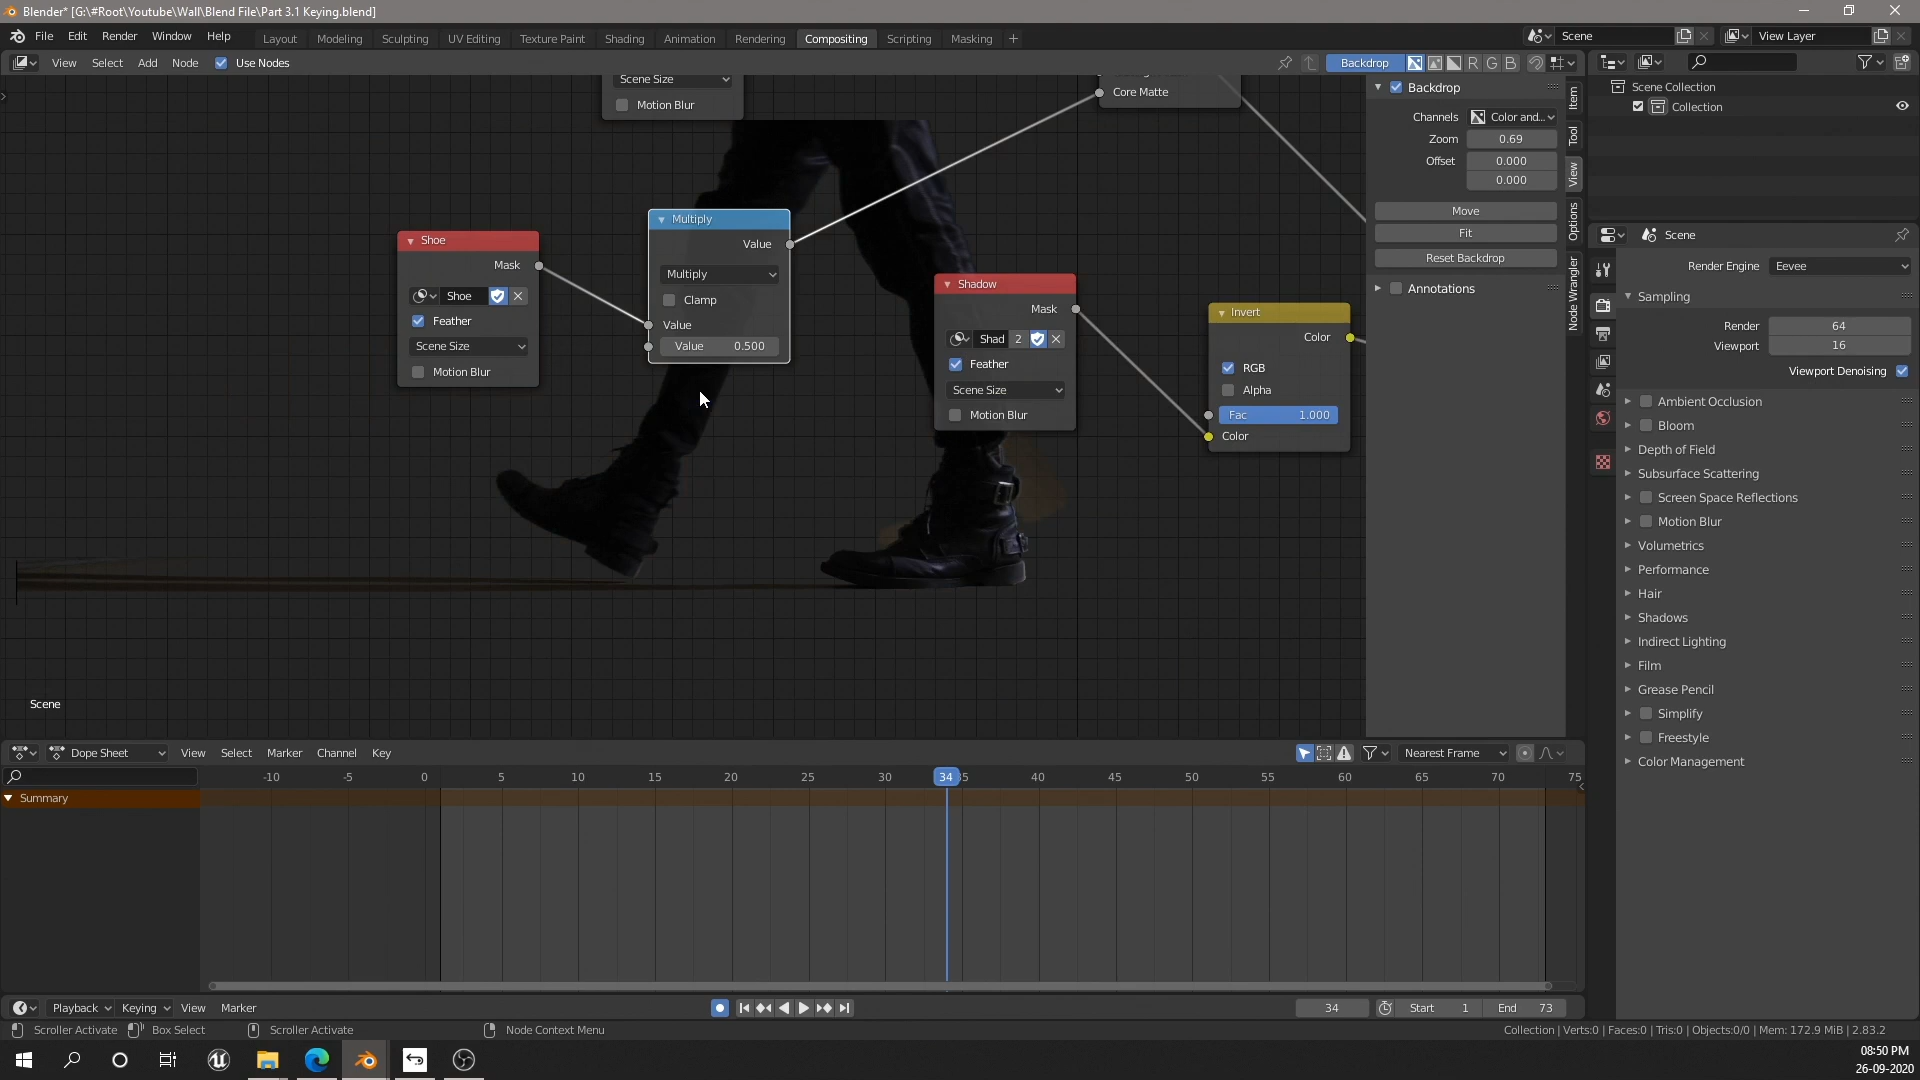 Blender* [G:\#Root\Youtube\Wall\Blend File\Part 3.1 Keying.blend]
File Edit Render Window Help Layout Modeling Sculpting UV Editing Texture Paint Shading Animation Rendering Compositing Scripting Masking + Scene View Layer
View Select Add Node Use Nodes Backdrop R G B
Scene Size
Motion Blur
Core Matte
Multiply
Value
Multiply
Clamp
Value
Value 0.500
Shoe
Mask
Shoe
Feather
Scene Size
Motion Blur
Shadow
Mask
Shad 2
Feather
Scene Size
Motion Blur
Invert
Color
RGB
Alpha
Fac 1.000
Color
Scene
Backdrop
Channels Color and...
Zoom 0.69
Offset 0.000
0.000
Move
Fit
Reset Backdrop
Annotations
Item
Tool
View
Options
Node Wrangler
Scene Collection
Collection
Scene
Render Engine Eevee
Sampling
Render 64
Viewport 16
Viewport Denoising
Ambient Occlusion
Bloom
Depth of Field
Subsurface Scattering
Screen Space Reflections
Motion Blur
Volumetrics
Performance
Hair
Shadows
Indirect Lighting
Film
Grease Pencil
Simplify
Freestyle
Color Management
Dope Sheet View Select Marker Channel Key Nearest Frame
-10 -5 0 5 10 15 20 25 30 34 35 40 45 50 55 60 65 70 75
Summary
Playback Keying View Marker 34 Start 1 End 73
Scroller Activate Box Select Scroller Activate Node Context Menu Collection | Verts:0 | Faces:0 | Tris:0 | Objects:0/0 | Mem: 172.9 MiB | 2.83.2
08:50 PM
26-09-2020